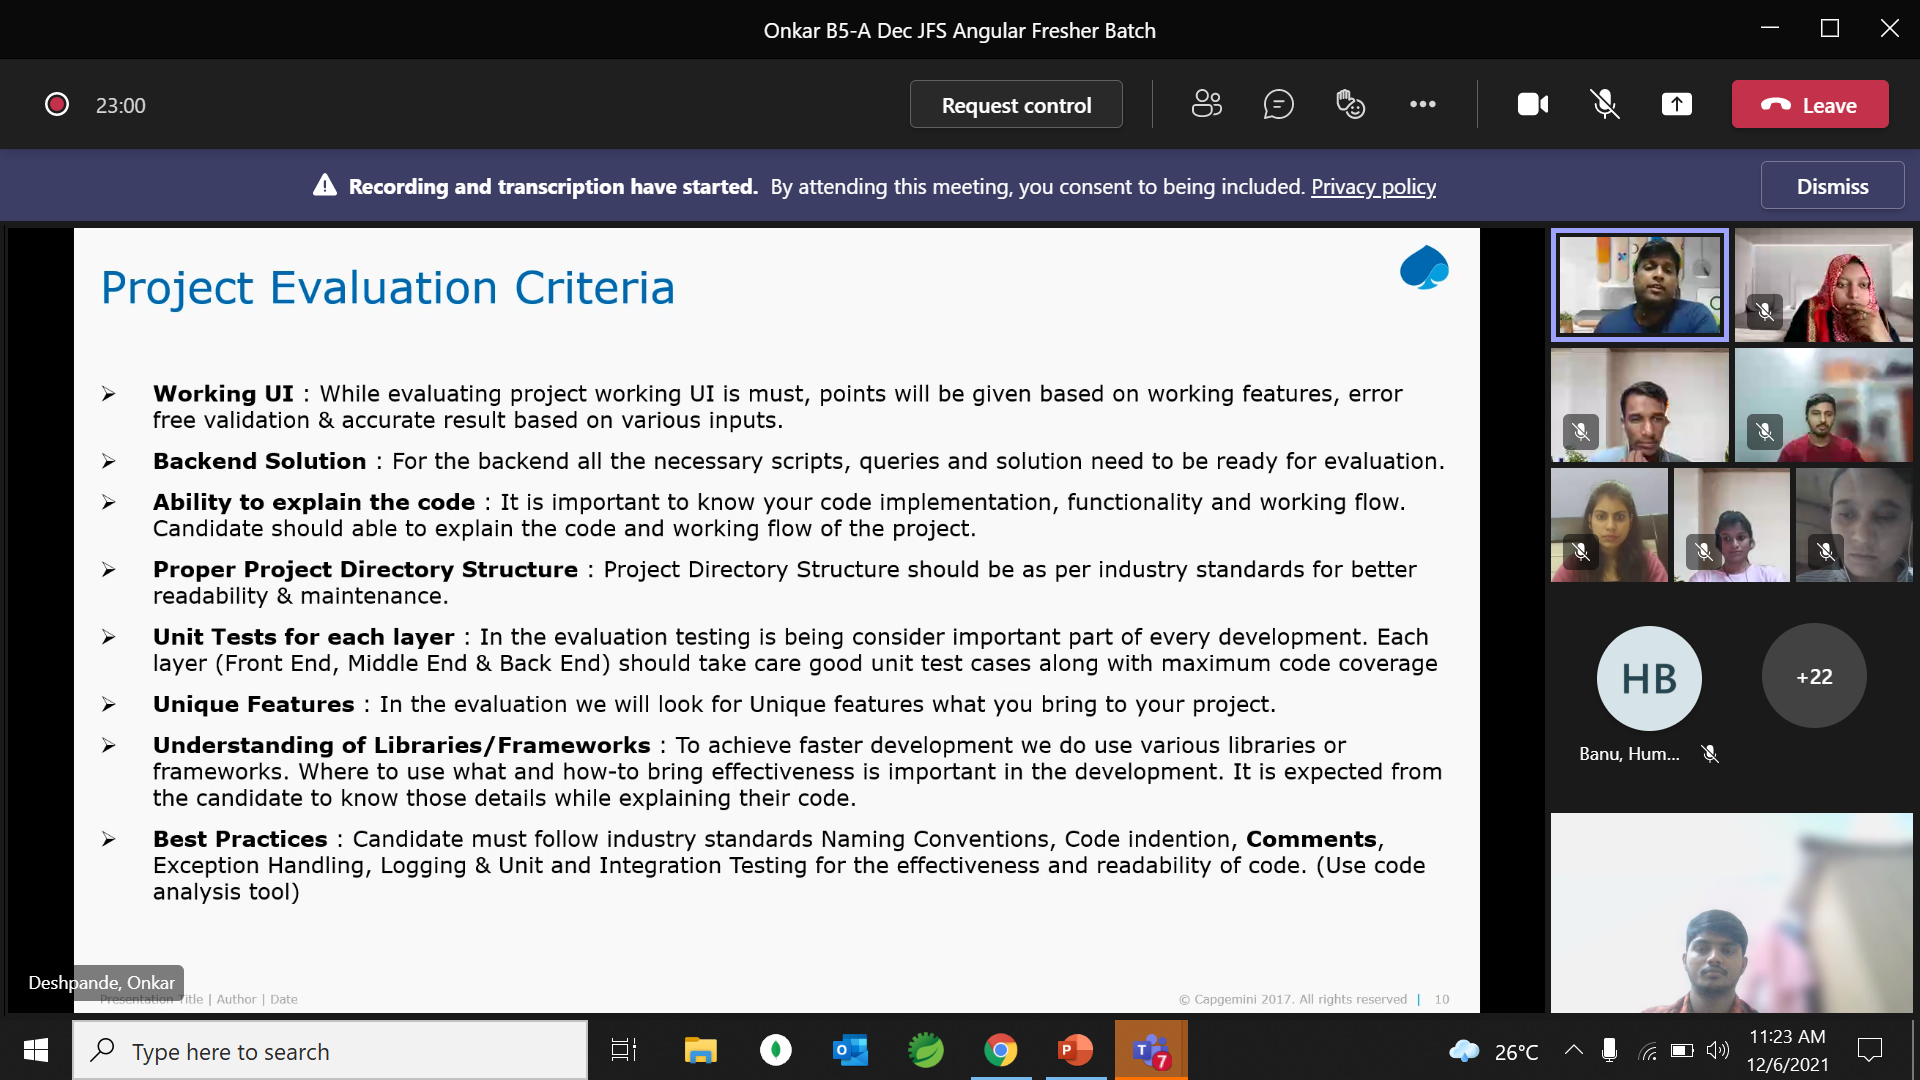 Onkar B5-A Dec JFS Angular Fresher Batch
23:00
Request control
Leave
Recording and transcription have started. By attending this meeting, you consent to being included. Privacy policy
Dismiss
Project Evaluation Criteria
➢ Working UI : While evaluating project working UI is must, points will be given based on working features, error
free validation & accurate result based on various inputs.
➢ Backend Solution : For the backend all the necessary scripts, queries and solution need to be ready for evaluation.
➢ Ability to explain the code : It is important to know your code implementation, functionality and working flow.
Candidate should able to explain the code and working flow of the project.
➢ Proper Project Directory Structure : Project Directory Structure should be as per industry standards for better
readability & maintenance.
➢ Unit Tests for each layer : In the evaluation testing is being consider important part of every development. Each
layer (Front End, Middle End & Back End) should take care good unit test cases along with maximum code coverage
➢ Unique Features : In the evaluation we will look for Unique features what you bring to your project.
➢ Understanding of Libraries/Frameworks : To achieve faster development we do use various libraries or
frameworks. Where to use what and how-to bring effectiveness is important in the development. It is expected from
the candidate to know those details while explaining their code.
➢ Best Practices : Candidate must follow industry standards Naming Conventions, Code indention, Comments,
Exception Handling, Logging & Unit and Integration Testing for the effectiveness and readability of code. (Use code
analysis tool)
Deshpande, Onkar
Presentation Title | Author | Date
© Capgemini 2017. All rights reserved | 10
HB
+22
Banu, Hum...
Type here to search
O
P
T
7
26°C
11:23 AM
12/6/2021